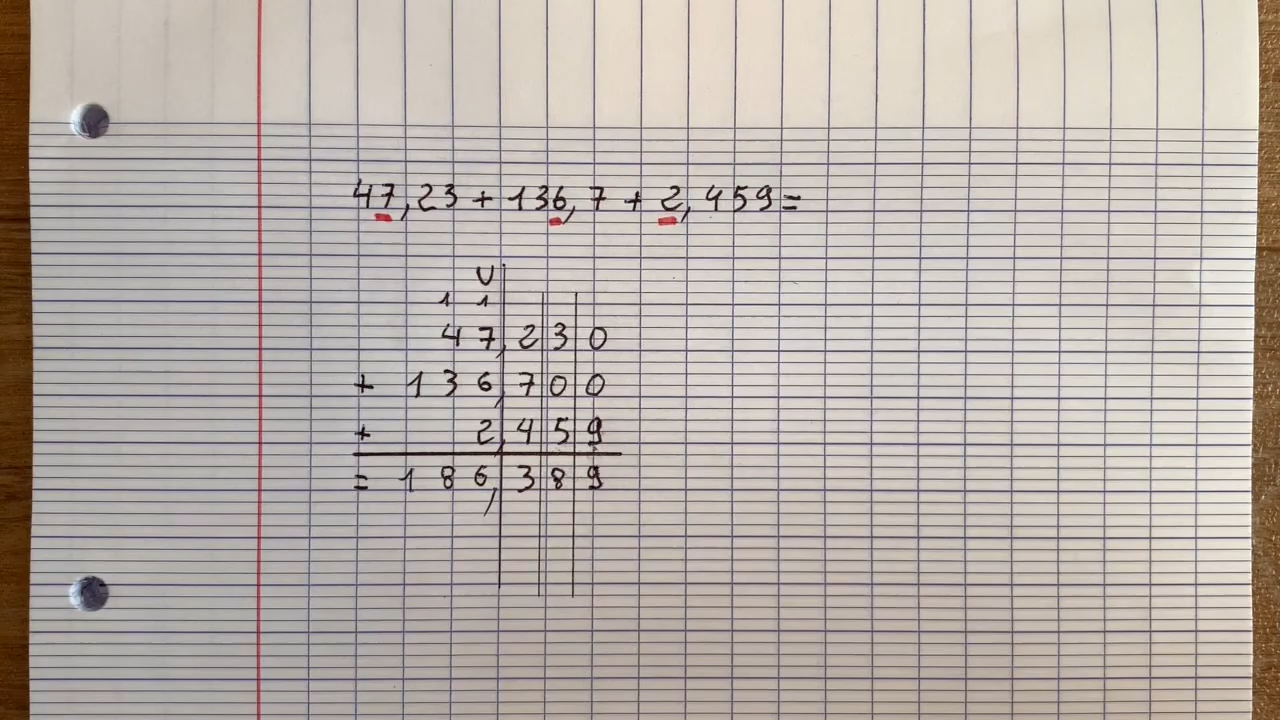 47,23 + 136,7 + 2,459 =
U
1 1
47,230
+ 136,700
+ 2,459
= 186,389